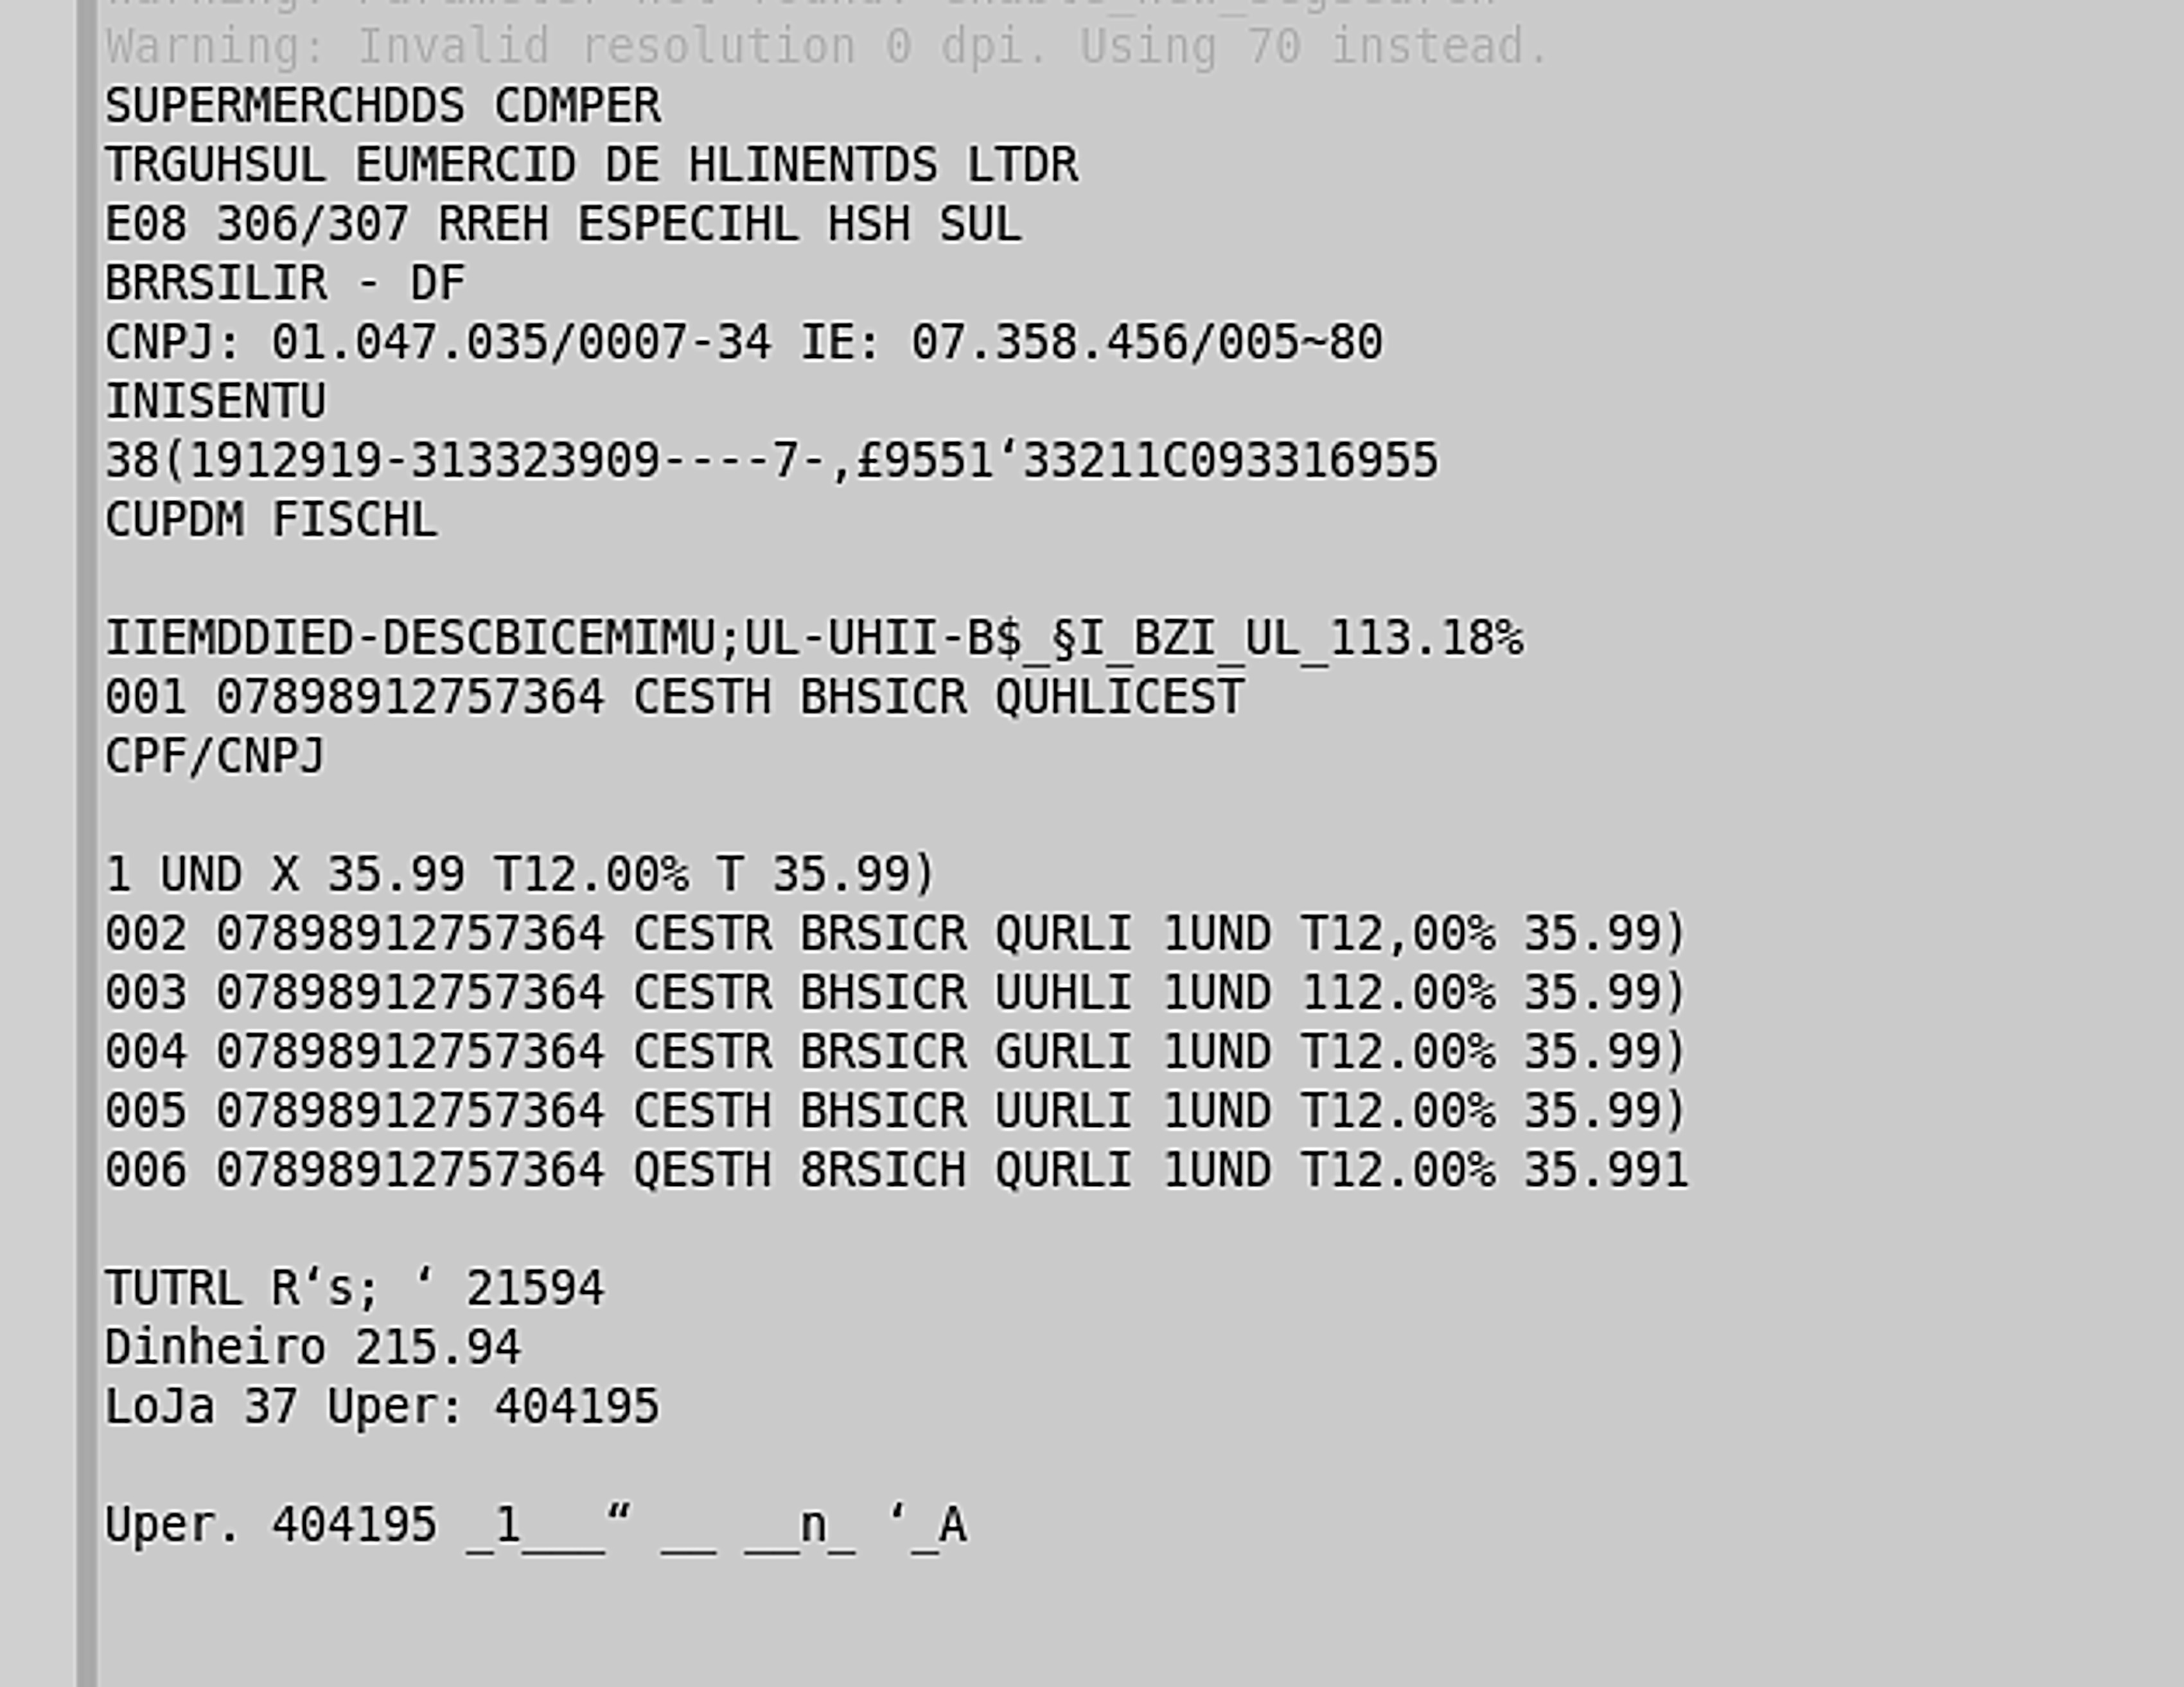 Warning: Invalid resolution 0 dpi. Using 70 instead.
SUPERMERCHDDS CDMPER
TRGUHSUL EUMERCID DE HLINENTDS LTDR
E08 306/307 RREH ESPECIHL HSH SUL
BRRSILIR - DF
CNPJ: 01.047.035/0007-34 IE: 07.358.456/005~80
INISENTU
38(1912919-313323909----7-,£9551‘33211C093316955
CUPDM FISCHL
IIEMDDIED-DESCBICEMIMU;UL-UHII-B$_§I_BZI_UL_113.18%
001 07898912757364 CESTH BHSICR QUHLICEST
CPF/CNPJ
1 UND X 35.99 T12.00% T 35.99)
002 07898912757364 CESTR BRSICR QURLI 1UND T12,00% 35.99)
003 07898912757364 CESTR BHSICR UUHLI 1UND 112.00% 35.99)
004 07898912757364 CESTR BRSICR GURLI 1UND T12.00% 35.99)
005 07898912757364 CESTH BHSICR UURLI 1UND T12.00% 35.99)
006 07898912757364 QESTH 8RSICH QURLI 1UND T12.00% 35.991
TUTRL R‘s; ‘ 21594
Dinheiro 215.94
LoJa 37 Uper: 404195
Uper. 404195 _1___“ __ __n_ ‘_A